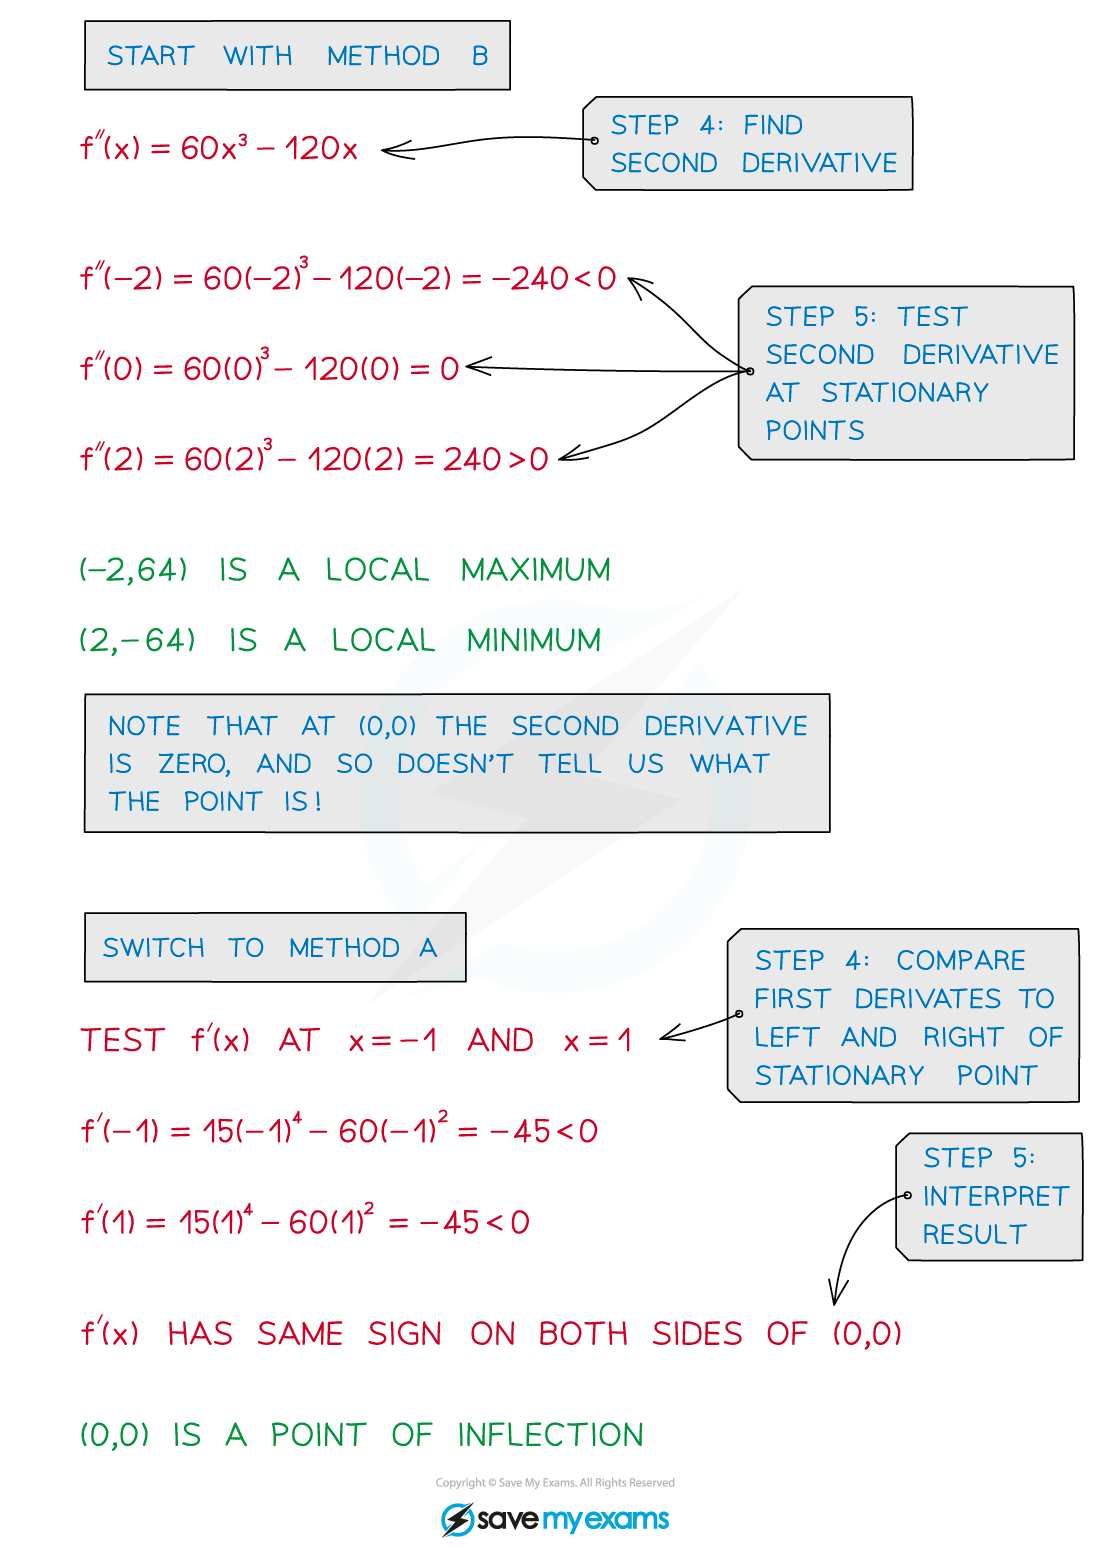 START WITH METHOD B
f″(x) = 60x³ − 120x
STEP 4: FIND
SECOND DERIVATIVE
f″(−2) = 60(−2)³ − 120(−2) = −240 < 0
f″(0) = 60(0)³ − 120(0) = 0
f″(2) = 60(2)³ − 120(2) = 240 > 0
STEP 5: TEST
SECOND DERIVATIVE
AT STATIONARY
POINTS
(−2,64) IS A LOCAL MAXIMUM
(2,−64) IS A LOCAL MINIMUM
NOTE THAT AT (0,0) THE SECOND DERIVATIVE
IS ZERO, AND SO DOESN'T TELL US WHAT
THE POINT IS!
SWITCH TO METHOD A
STEP 4: COMPARE
FIRST DERIVATES TO
LEFT AND RIGHT OF
STATIONARY POINT
TEST f′(x) AT x = −1 AND x = 1
f′(−1) = 15(−1)⁴ − 60(−1)² = −45 < 0
f′(1) = 15(1)⁴ − 60(1)² = −45 < 0
STEP 5:
INTERPRET
RESULT
f′(x) HAS SAME SIGN ON BOTH SIDES OF (0,0)
(0,0) IS A POINT OF INFLECTION
Copyright © Save My Exams. All Rights Reserved
save my exams